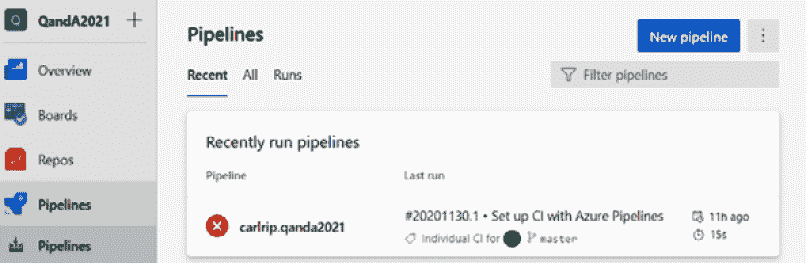 Q QandA2021 +
Overview
Boards
Repos
Pipelines
Pipelines
Pipelines
New pipeline
Recent All Runs
Filter pipelines
Recently run pipelines
Pipeline Last run
carlrip.qanda2021
#20201130.1 • Set up CI with Azure Pipelines
Individual CI for master
11h ago
15s